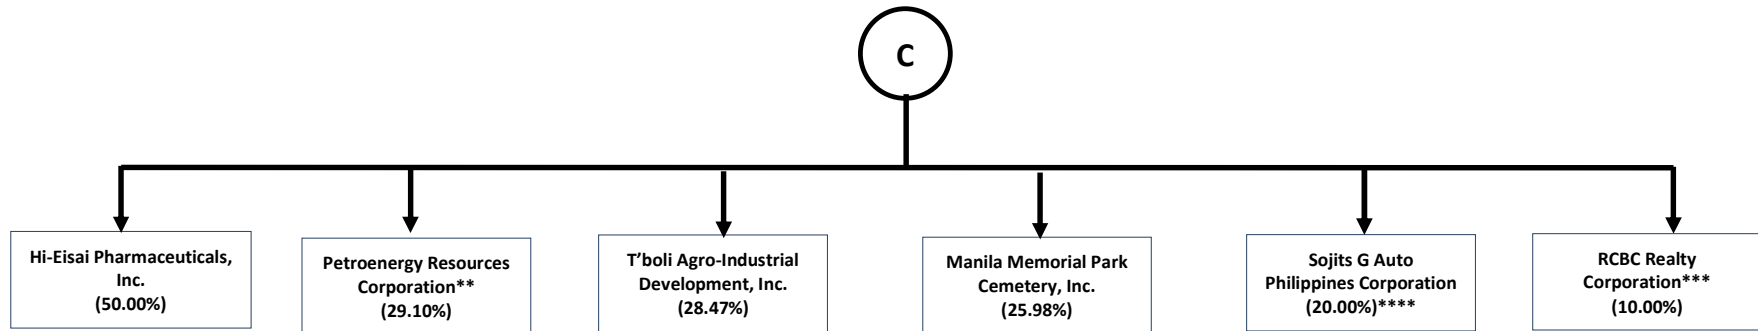 C
Hi-Eisai Pharmaceuticals,
Inc.
(50.00%)
Petroenergy Resources
Corporation**
(29.10%)
T’boli Agro-Industrial
Development, Inc.
(28.47%)
Manila Memorial Park
Cemetery, Inc.
(25.98%)
Sojits G Auto
Philippines Corporation
(20.00%)****
RCBC Realty
Corporation***
(10.00%)